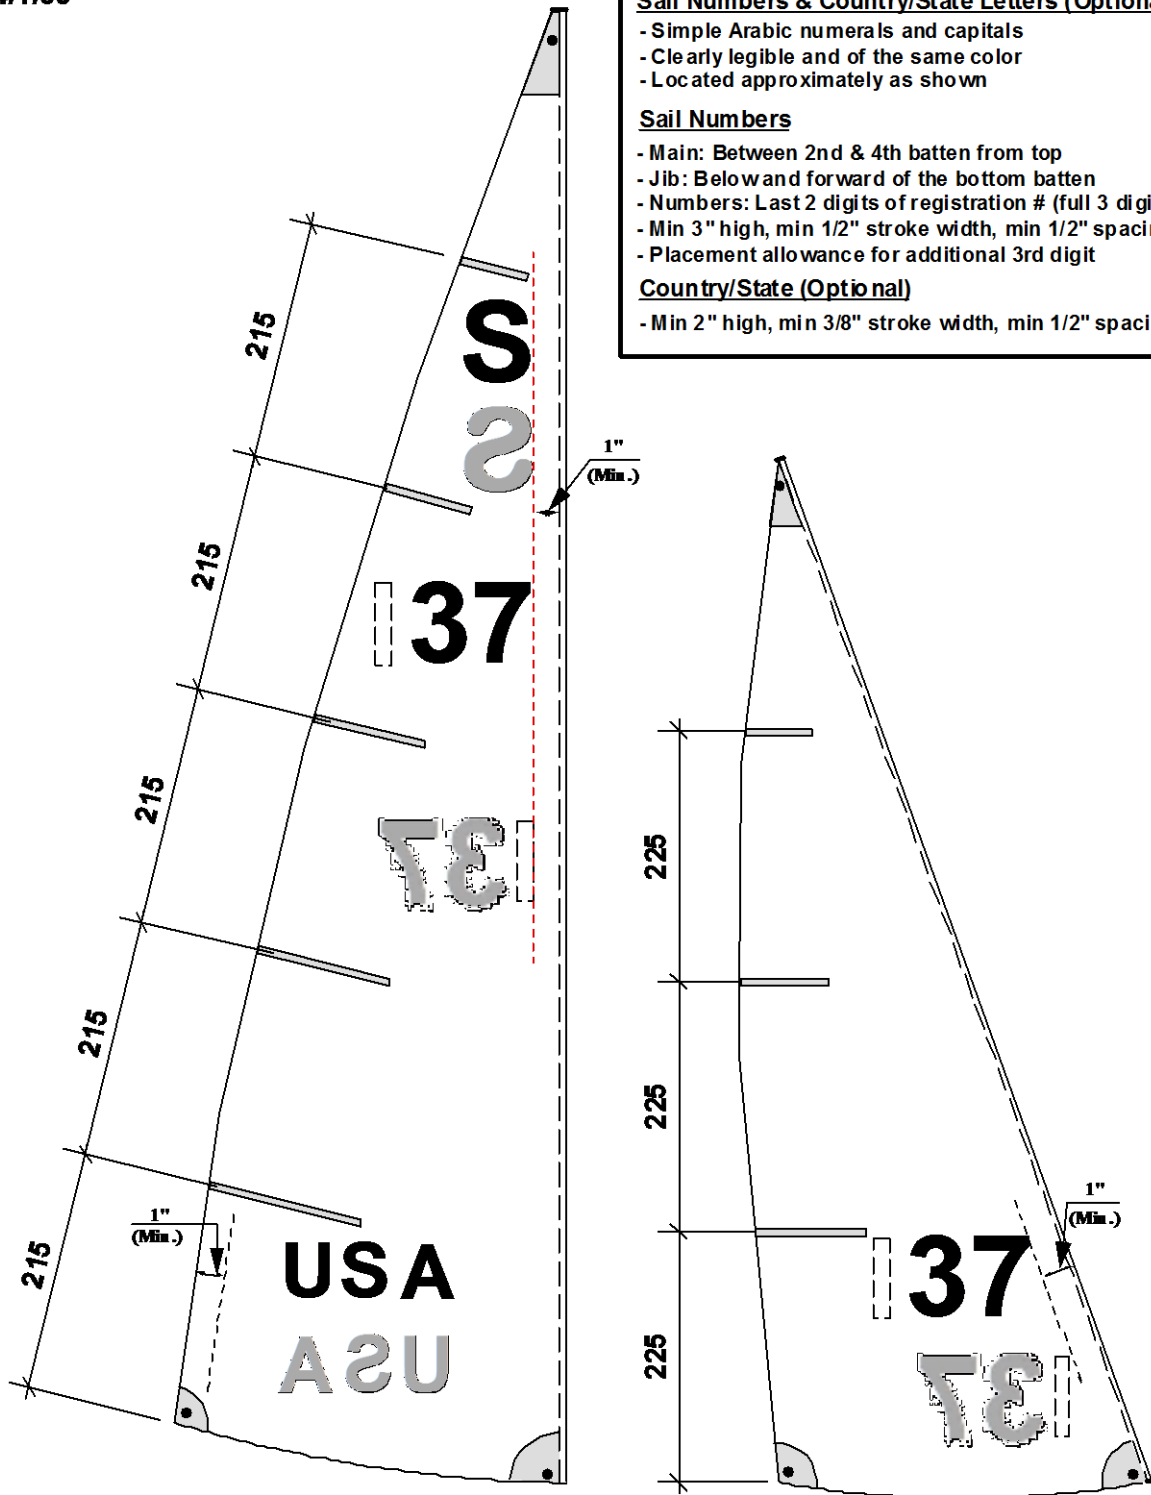 Sail Numbers & Country/State Letters
- Simple Arabic numerals and capitals
- Clearly legible and of the same color
- Located approximately as shown
Sail Numbers
- Main: Between 2nd & 4th batten from top
- Jib: Below and forward of the bottom batten
- Numbers: Last 2 digits of registration # (full 3
- Min 3" high, min 1/2" stroke width, min 1/2"
- Placement allowance for additional 3rd digit
Country/State (Optional)
- Min 2" high, min 3/8" stroke width, min 1/2"
215
S
S
1"
(Min.)
215
37
215
37
225
215
225
1"
(Min.)
USA
USA
215
1"
(Min.)
37
37
225